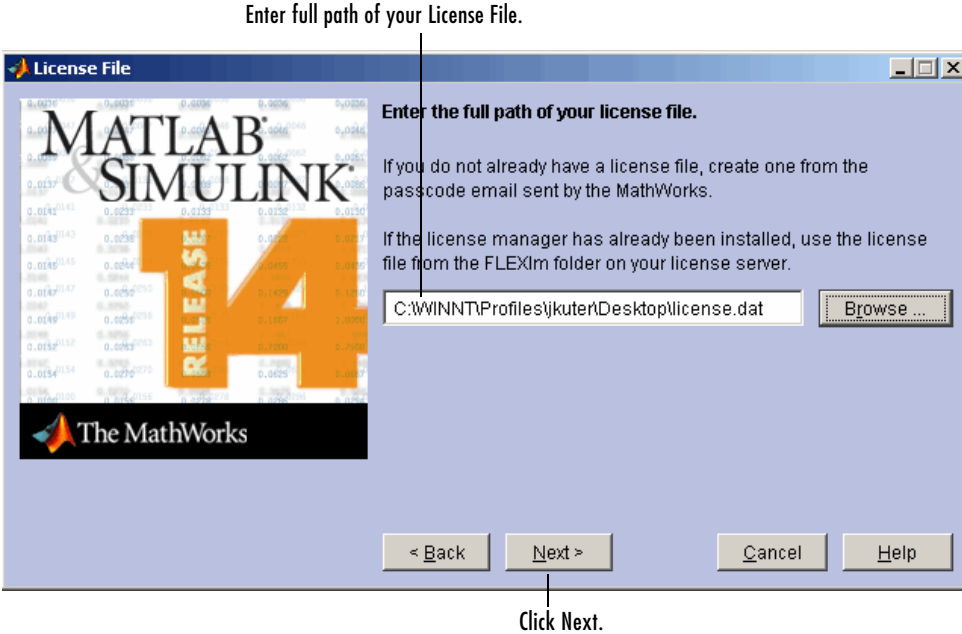 Enter full path of your License File.
License File
MATLAB®
& SIMULINK®
RELEASE 14
The MathWorks
Enter the full path of your license file.
If you do not already have a license file, create one from the
passcode email sent by the MathWorks.
If the license manager has already been installed, use the license
file from the FLEXlm folder on your license server.
C:\WINNT\Profiles\jkuter\Desktop\license.dat
Browse ...
< Back
Next >
Cancel
Help
Click Next.